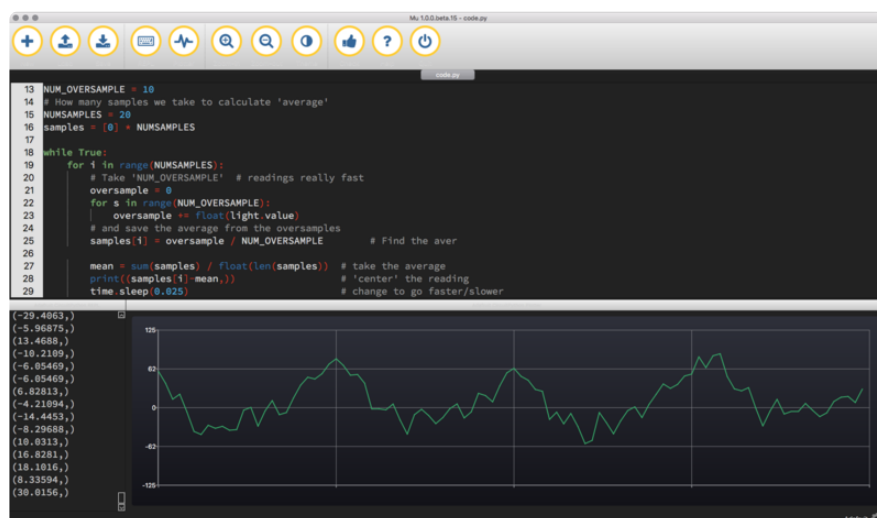 Mu 1.0.0.beta.15 - code.py
code.py
13 NUM_OVERSAMPLE = 10
14 # How many samples we take to calculate 'average'
15 NUMSAMPLES = 20
16 samples = [0] * NUMSAMPLES
17
18 while True:
19 for i in range(NUMSAMPLES):
20 # Take 'NUM_OVERSAMPLE' # readings really fast
21 oversample = 0
22 for s in range(NUM_OVERSAMPLE):
23 oversample += float(light.value)
24 # and save the average from the oversamples
25 samples[i] = oversample / NUM_OVERSAMPLE # Find the aver
26
27 mean = sum(samples) / float(len(samples)) # take the average
28 print((samples[i]-mean,)) # 'center' the reading
29 time.sleep(0.025) # change to go faster/slower
(-29.4063,)
(-5.96875,)
(13.4688,)
(-10.2109,)
(-6.05469,)
(-6.05469,)
(6.82813,)
(-4.21094,)
(-14.4453,)
(-8.29688,)
(10.0313,)
(16.8281,)
(18.1016,)
(8.33594,)
(30.0156,)
125
62
0
-62
-125